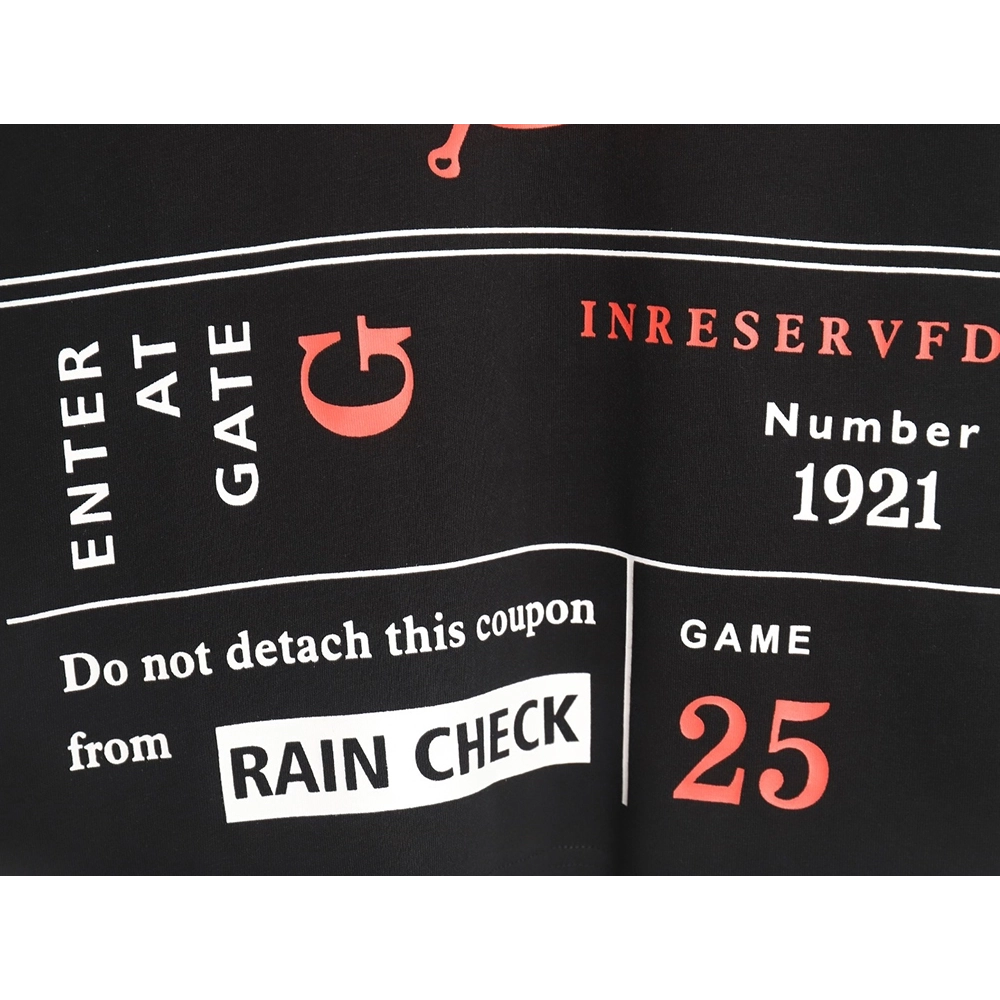 ENTER
AT
GATE
G
INRESERVFD
Number
1921
Do not detach this coupon
from RAIN CHECK
GAME
25